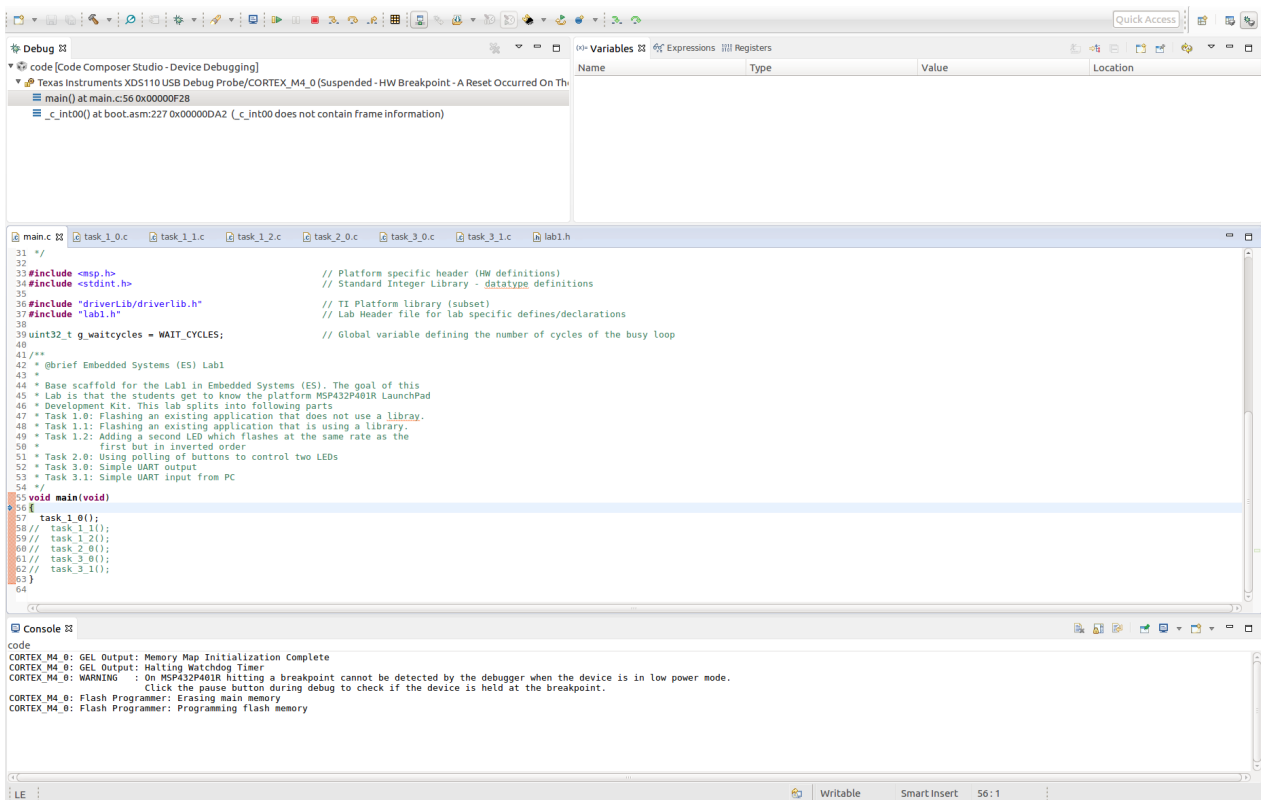 Quick Access
Debug
code [Code Composer Studio - Device Debugging]
Texas Instruments XDS110 USB Debug Probe/CORTEX_M4_0 (Suspended - HW Breakpoint - A Reset Occurred On Th
main() at main.c:56 0x00000F28
_c_int00() at boot.asm:227 0x00000DA2 (_c_int00 does not contain frame information)
(x)= Variables Expressions Registers
Name Type Value Location
main.c task_1_0.c task_1_1.c task_1_2.c task_2_0.c task_3_0.c task_3_1.c lab1.h
31 */
32
33 #include <msp.h> // Platform specific header (HW definitions)
34 #include <stdint.h> // Standard Integer Library - datatype definitions
35
36 #include "driverLib/driverlib.h" // TI Platform library (subset)
37 #include "lab1.h" // Lab Header file for lab specific defines/declarations
38
39 uint32_t g_waitcycles = WAIT_CYCLES; // Global variable defining the number of cycles of the busy loop
40
41 /**
42 * @brief Embedded Systems (ES) Lab1
43 *
44 * Base scaffold for the Lab1 in Embedded Systems (ES). The goal of this
45 * Lab is that the students get to know the platform MSP432P401R LaunchPad
46 * Development Kit. This lab splits into following parts
47 * Task 1.0: Flashing an existing application that does not use a libray.
48 * Task 1.1: Flashing an existing application that is using a library.
49 * Task 1.2: Adding a second LED which flashes at the same rate as the
50 * first but in inverted order
51 * Task 2.0: Using polling of buttons to control two LEDs
52 * Task 3.0: Simple UART output
53 * Task 3.1: Simple UART input from PC
54 */
55 void main(void)
56 {
57 task_1_0();
58 // task_1_1();
59 // task_1_2();
60 // task_2_0();
61 // task_3_0();
62 // task_3_1();
63 }
64
Console
code
CORTEX_M4_0: GEL Output: Memory Map Initialization Complete
CORTEX_M4_0: GEL Output: Halting Watchdog Timer
CORTEX_M4_0: WARNING : On MSP432P401R hitting a breakpoint cannot be detected by the debugger when the device is in low power mode.
Click the pause button during debug to check if the device is held at the breakpoint.
CORTEX_M4_0: Flash Programmer: Erasing main memory
CORTEX_M4_0: Flash Programmer: Programming flash memory
LE Writable Smart Insert 56 : 1